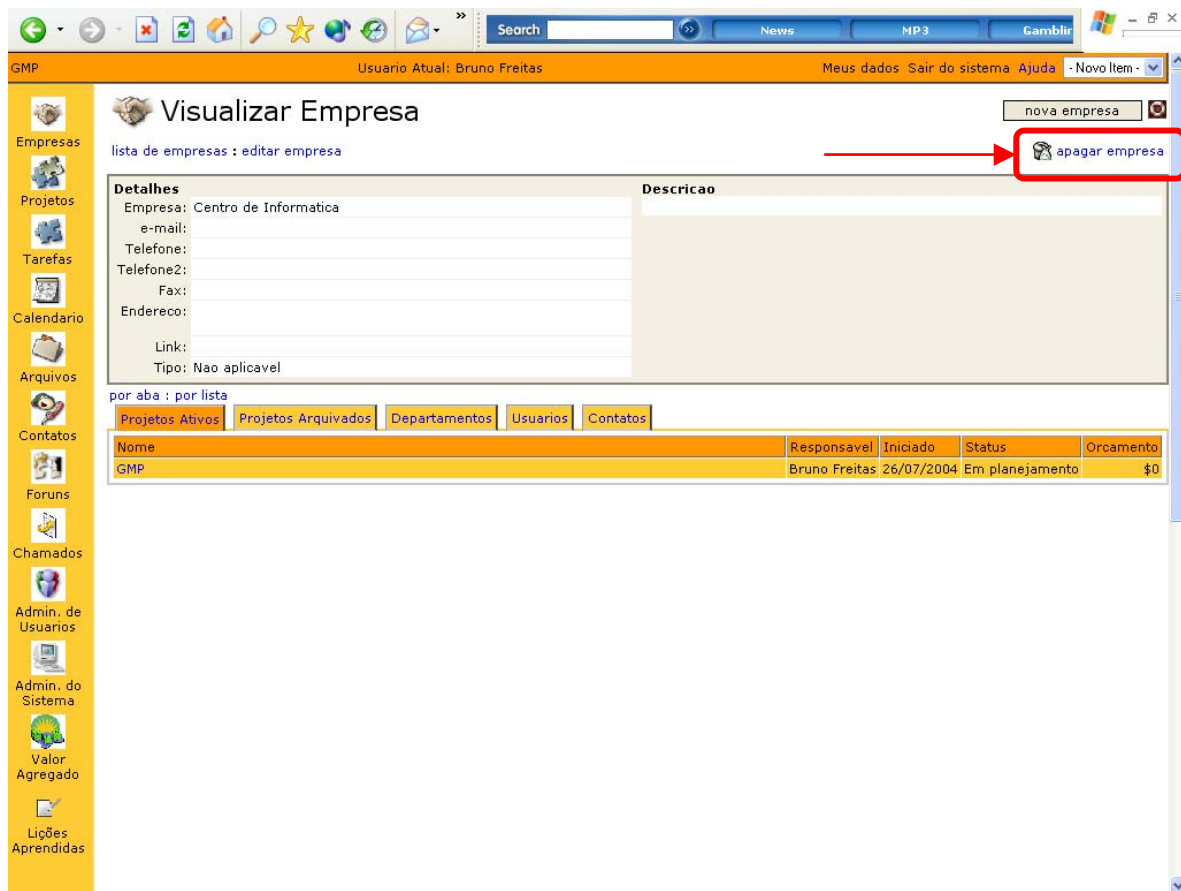 »
Search
News
MP3
Gamblir
GMP
Usuario Atual: Bruno Freitas
Meus dados Sair do sistema Ajuda
- Novo Item -
Empresas
Projetos
Tarefas
Calendario
Arquivos
Contatos
Foruns
Chamados
Admin. de
Usuarios
Admin. do
Sistema
Valor
Agregado
Lições
Aprendidas
Visualizar Empresa
nova empresa
lista de empresas : editar empresa
apagar empresa
Detalhes
Empresa: Centro de Informatica
e-mail:
Telefone:
Telefone2:
Fax:
Endereco:
Link:
Tipo: Nao aplicavel
Descricao
por aba : por lista
Projetos Ativos Projetos Arquivados Departamentos Usuarios Contatos
Nome Responsavel Iniciado Status Orcamento
GMP Bruno Freitas 26/07/2004 Em planejamento $0